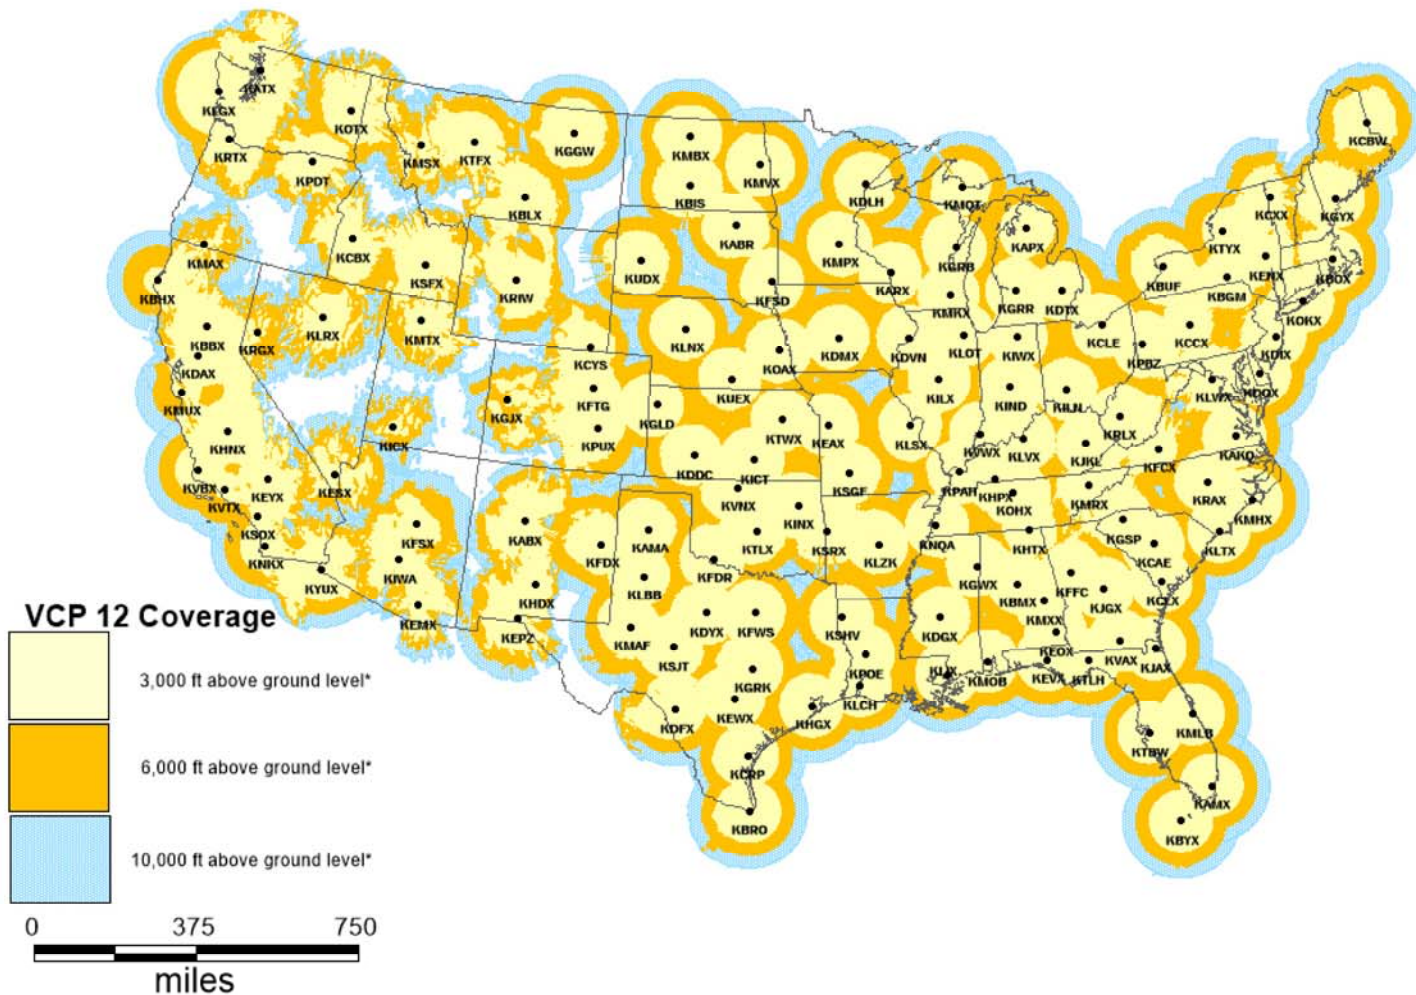 KATX
KLGX
KOTX
KRTX
KMSX
KTFX
KGGW
KMBX
KCBW
KPDT
KMVX
KBLX
KBIS
KDLH
KMQT
KCXX
KGYX
KABR
KAPX
KTYX
KMAX
KCBX
KUDX
KMPX
KGRB
KENX
KBOX
KSFX
KRIW
KFSD
KARX
KBUF
KBGM
KBHX
KMKX
KGRR
KDTX
KOKX
KBBX
KRGX
KLRX
KMTX
KLNX
KDMX
KDVN
KLOT
KIWX
KCLE
KPBZ
KCCX
KDIX
KDAX
KCYS
KOAX
KMUX
KGJX
KFTG
KUEX
KILX
KIND
KILN
KLWX
KDOX
KHNX
KICX
KPUX
KGLD
KTWX
KEAX
KLSX
KRLX
KAKQ
KVBX
KEYX
KESX
KDDC
KICT
KSGF
KVWX
KLVX
KJKL
KFCX
KVTX
KVNX
KPAH
KHPX
KOHX
KMRX
KRAX
KMHX
KSOX
KFSX
KABX
KINX
KNKX
KFDX
KAMA
KTLX
KSRX
KLZK
KNQA
KHTX
KGSP
KLTX
KYUX
KIWA
KLBB
KFDR
KCAE
KHDX
KGWX
KBMX
KFFC
KJGX
KCLX
KEMX
KEPZ
KMAF
KDYX
KFWS
KSHV
KDGX
KMXX
KSJT
KEOX
KVAX
KJAX
KGRK
KPOE
KLIX
KMOB
KEVX
KTLH
KDFX
KEWX
KHGX
KLCH
KMLB
KTBW
KCRP
KAMX
KBRO
KBYX
VCP 12 Coverage
3,000 ft above ground level*
6,000 ft above ground level*
10,000 ft above ground level*
0 375 750
miles